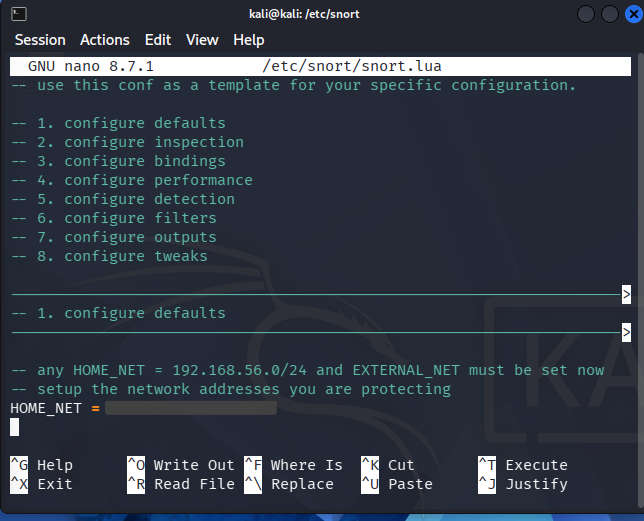 kali@kali: /etc/snort
Session Actions Edit View Help
GNU nano 8.7.1 /etc/snort/snort.lua
-- use this conf as a template for your specific configuration.
-- 1. configure defaults
-- 2. configure inspection
-- 3. configure bindings
-- 4. configure performance
-- 5. configure detection
-- 6. configure filters
-- 7. configure outputs
-- 8. configure tweaks
>
-- 1. configure defaults
>
-- any HOME_NET = 192.168.56.0/24 and EXTERNAL_NET must be set now
-- setup the network addresses you are protecting
HOME_NET =
^G Help ^O Write Out ^F Where Is ^K Cut ^T Execute
^X Exit ^R Read File ^\ Replace ^U Paste ^J Justify
KA